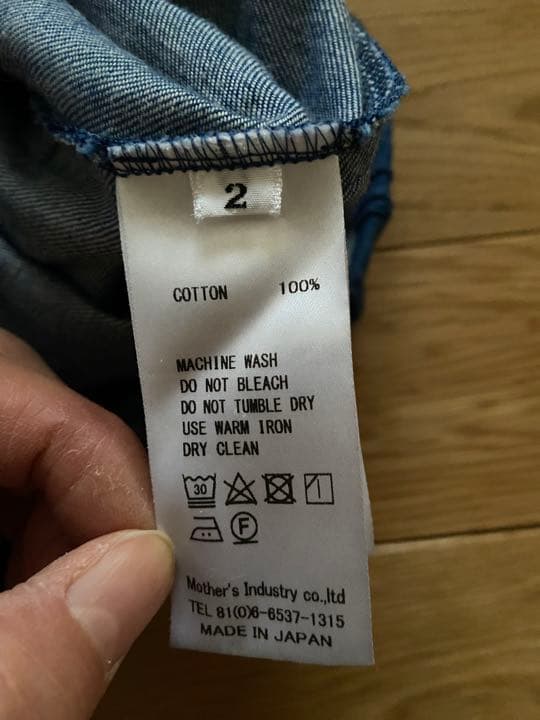 2
COTTON 100%
MACHINE WASH
DO NOT BLEACH
DO NOT TUMBLE DRY
USE WARM IRON
DRY CLEAN
30
F
Mother's Industry co.,ltd
TEL 81(0)6-6537-1315
MADE IN JAPAN